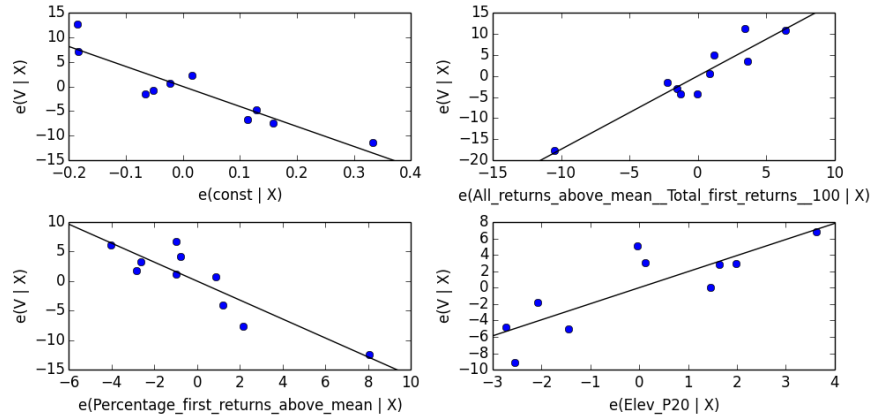 15
10
5
0
−5
−10
−15
e(V | X)
−0.2 −0.1 0.0 0.1 0.2 0.3 0.4
e(const | X)
15
10
5
0
−5
−10
−15
−20
e(V | X)
−15 −10 −5 0 5 10
e(All_returns_above_mean__Total_first_returns__100 | X)
10
5
0
−5
−10
−15
e(V | X)
−6 −4 −2 0 2 4 6 8 10
e(Percentage_first_returns_above_mean | X)
8
6
4
2
0
−2
−4
−6
−8
−10
e(V | X)
−3 −2 −1 0 1 2 3 4
e(Elev_P20 | X)